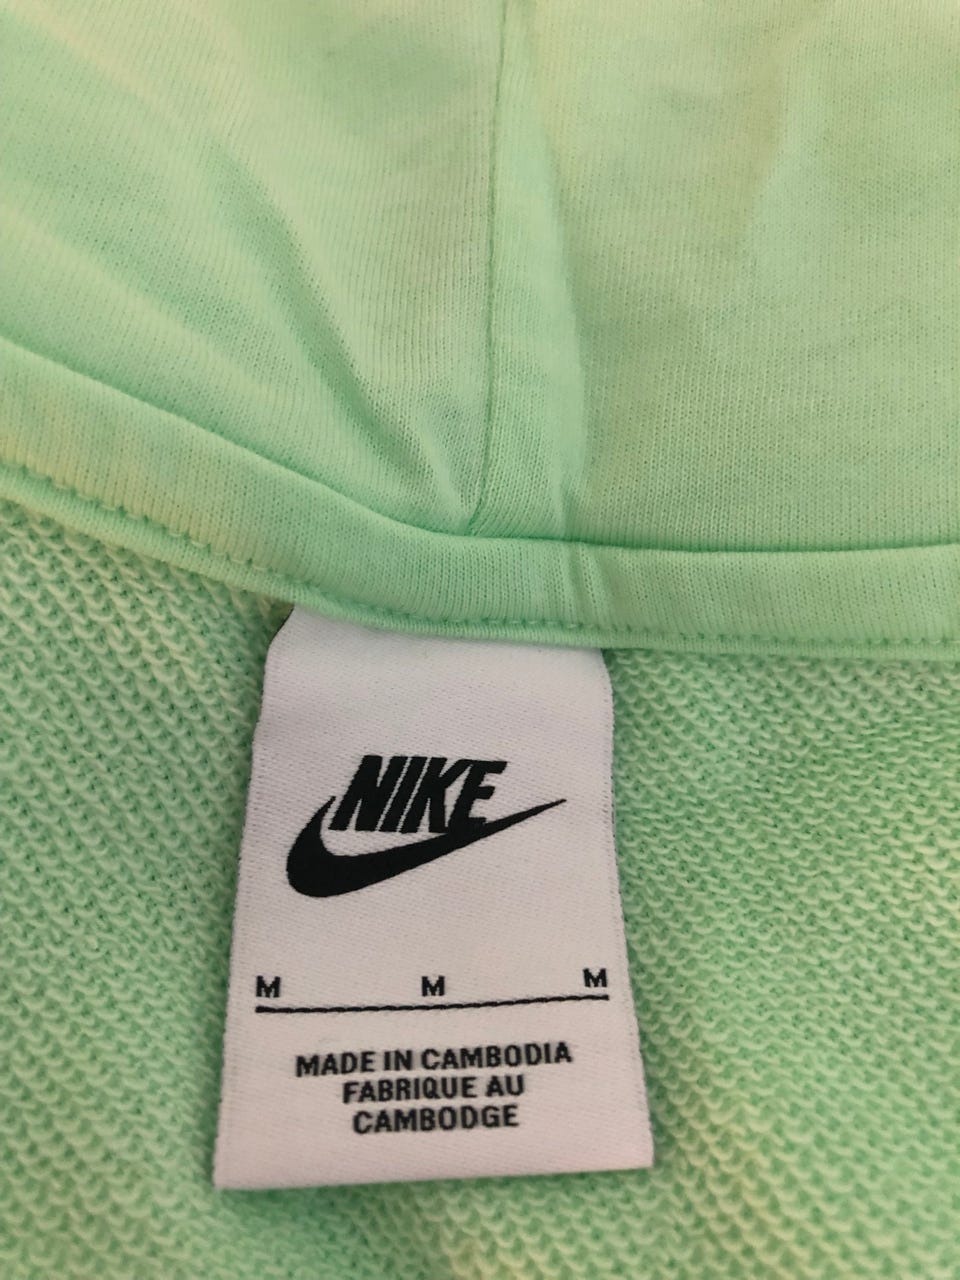 NIKE
M M M
MADE IN CAMBODIA
FABRIQUE AU
CAMBODGE